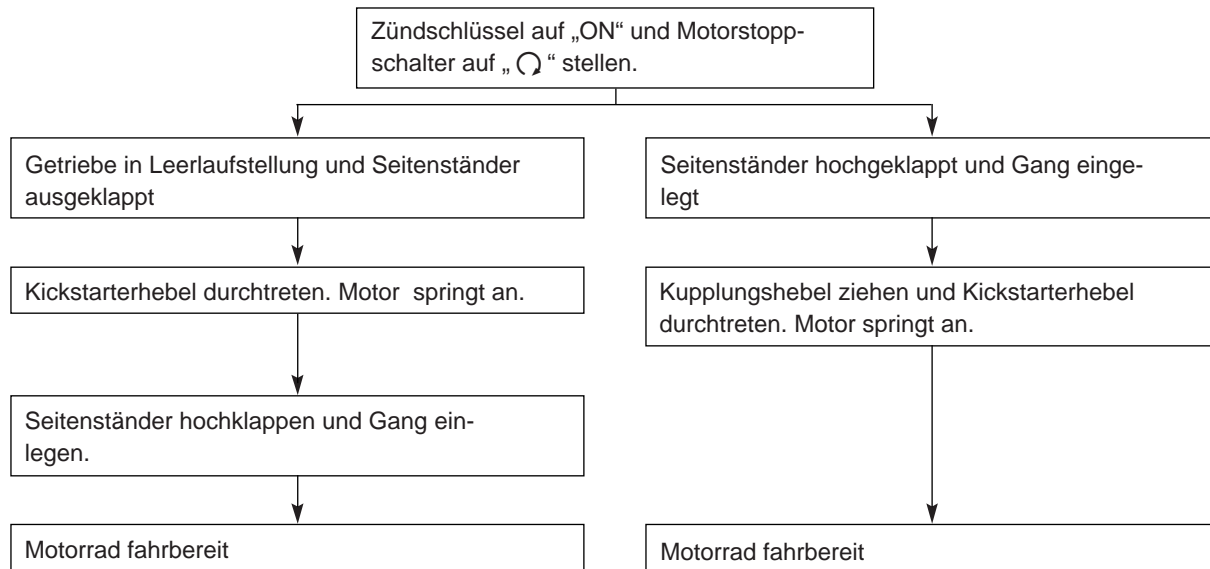 Zündschlüssel auf „ON“ und Motorstopp-
schalter auf „ “ stellen.
Getriebe in Leerlaufstellung und Seitenständer
ausgeklappt
Kickstarterhebel durchtreten. Motor springt an.
Seitenständer hochklappen und Gang ein-
legen.
Motorrad fahrbereit
Seitenständer hochgeklappt und Gang einge-
legt
Kupplungshebel ziehen und Kickstarterhebel
durchtreten. Motor springt an.
Motorrad fahrbereit